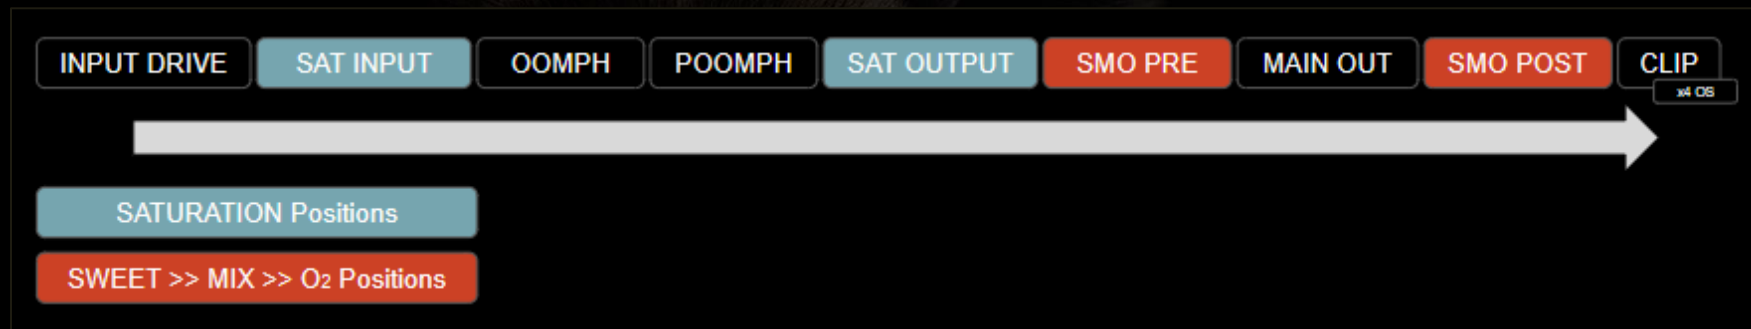 INPUT DRIVE SAT INPUT OOMPH POOMPH SAT OUTPUT SMO PRE MAIN OUT SMO POST CLIP
x4 OS
SATURATION Positions
SWEET >> MIX >> O2 Positions